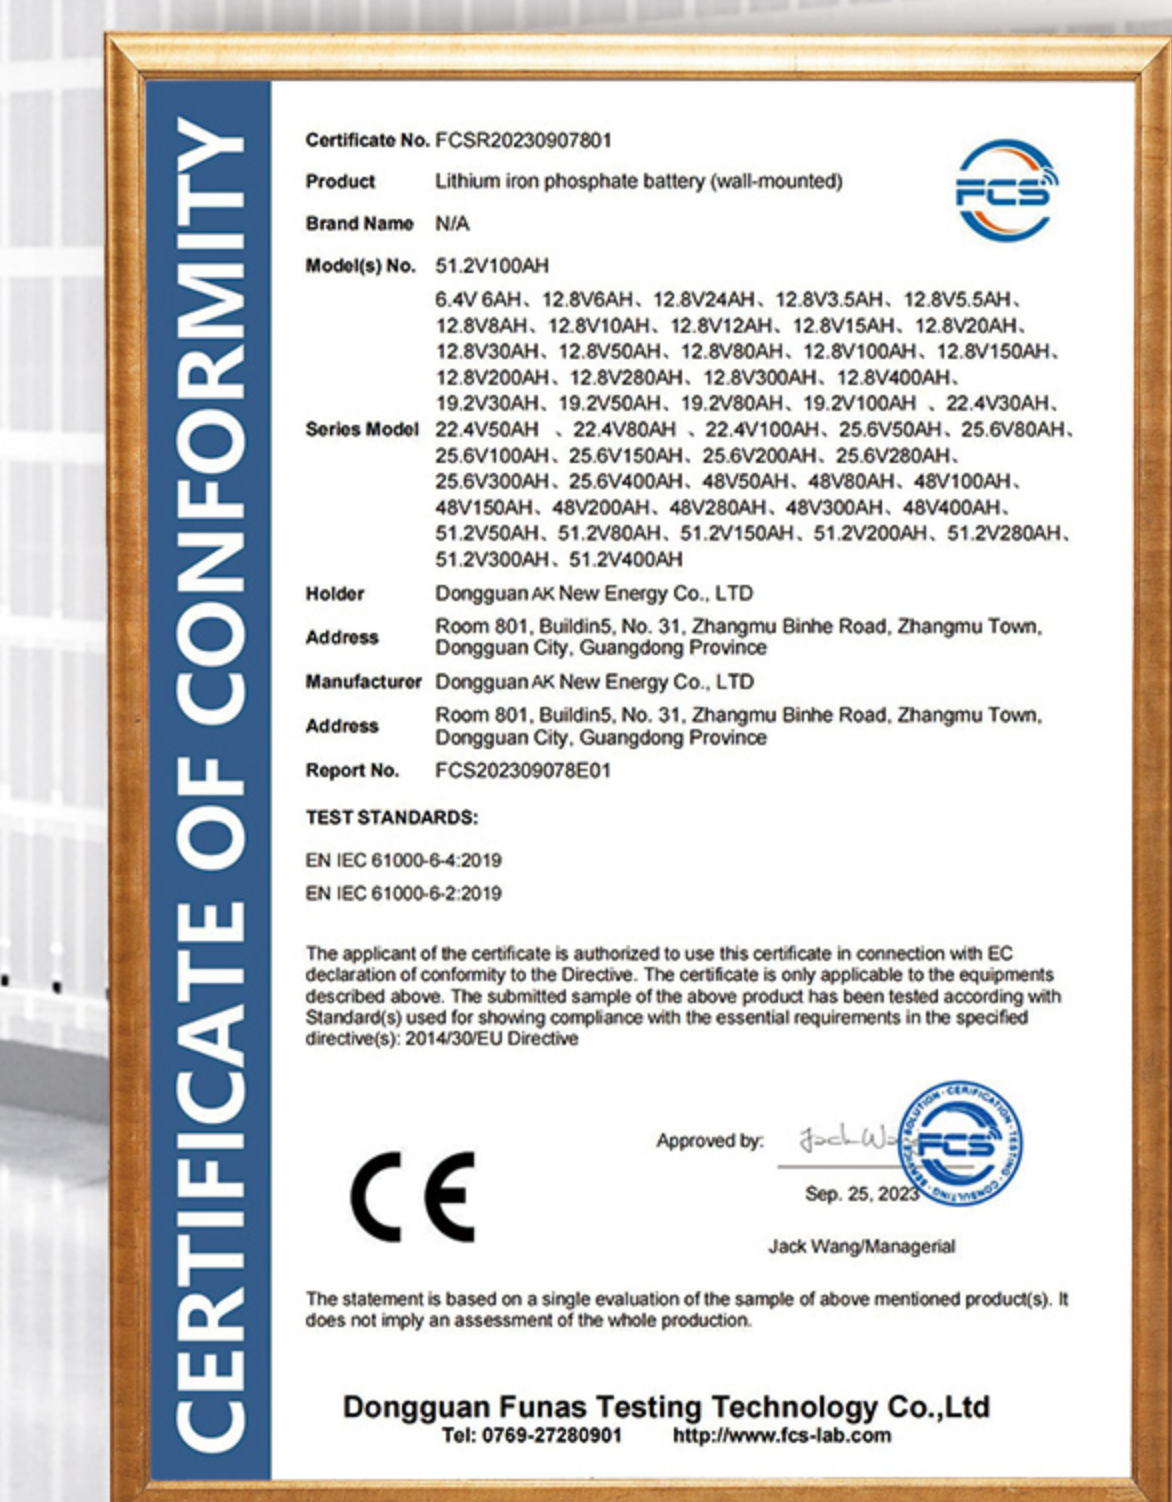 CERTIFICATE OF CONFORMITY
FCS
Certificate No. FCSR20230907801
Product Lithium iron phosphate battery (wall-mounted)
Brand Name N/A
Model(s) No. 51.2V100AH
6.4V 6AH、12.8V6AH、12.8V24AH、12.8V3.5AH、12.8V5.5AH、
12.8V8AH、12.8V10AH、12.8V12AH、12.8V15AH、12.8V20AH、
12.8V30AH、12.8V50AH、12.8V80AH、12.8V100AH、12.8V150AH、
12.8V200AH、12.8V280AH、12.8V300AH、12.8V400AH、
19.2V30AH、19.2V50AH、19.2V80AH、19.2V100AH 、22.4V30AH、
Series Model 22.4V50AH 、22.4V80AH 、22.4V100AH、25.6V50AH、25.6V80AH、
25.6V100AH、25.6V150AH、25.6V200AH、25.6V280AH、
25.6V300AH、25.6V400AH、48V50AH、48V80AH、48V100AH、
48V150AH、48V200AH、48V280AH、48V300AH、48V400AH、
51.2V50AH、51.2V80AH、51.2V150AH、51.2V200AH、51.2V280AH、
51.2V300AH、51.2V400AH
Holder Dongguan AK New Energy Co., LTD
Address Room 801, Buildin5, No. 31, Zhangmu Binhe Road, Zhangmu Town,
Dongguan City, Guangdong Province
Manufacturer Dongguan AK New Energy Co., LTD
Address Room 801, Buildin5, No. 31, Zhangmu Binhe Road, Zhangmu Town,
Dongguan City, Guangdong Province
Report No. FCS202309078E01
TEST STANDARDS:
EN IEC 61000-6-4:2019
EN IEC 61000-6-2:2019
The applicant of the certificate is authorized to use this certificate in connection with EC
declaration of conformity to the Directive. The certificate is only applicable to the equipments
described above. The submitted sample of the above product has been tested according with
Standard(s) used for showing compliance with the essential requirements in the specified
directive(s): 2014/30/EU Directive
CE
Approved by: Jack Wang
SOLUTION · CERIFICATION · TESTING · CONSULTING · SERVICE
FCS
Sep. 25, 2023
Jack Wang/Managerial
The statement is based on a single evaluation of the sample of above mentioned product(s). It
does not imply an assessment of the whole production.
Dongguan Funas Testing Technology Co.,Ltd
Tel: 0769-27280901 http://www.fcs-lab.com